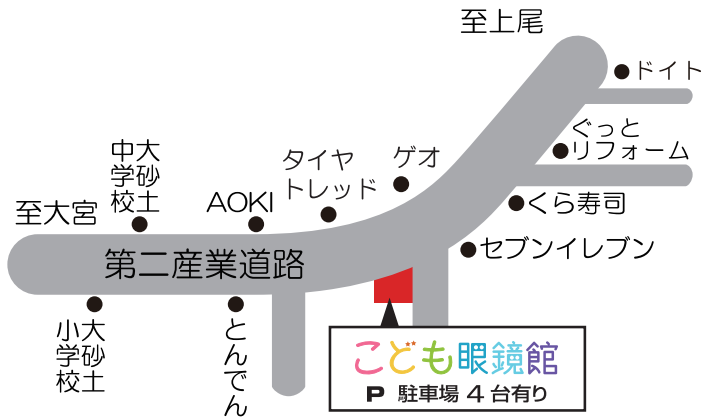 至上尾
ドイト
ぐっと
リフォーム
大砂土
中学校
タイヤ
トレッド
ゲオ
AOKI
至大宮
くら寿司
セブンイレブン
第二産業道路
大砂土
小学校
とんでん
こども眼鏡館
P 駐車場 4 台有り